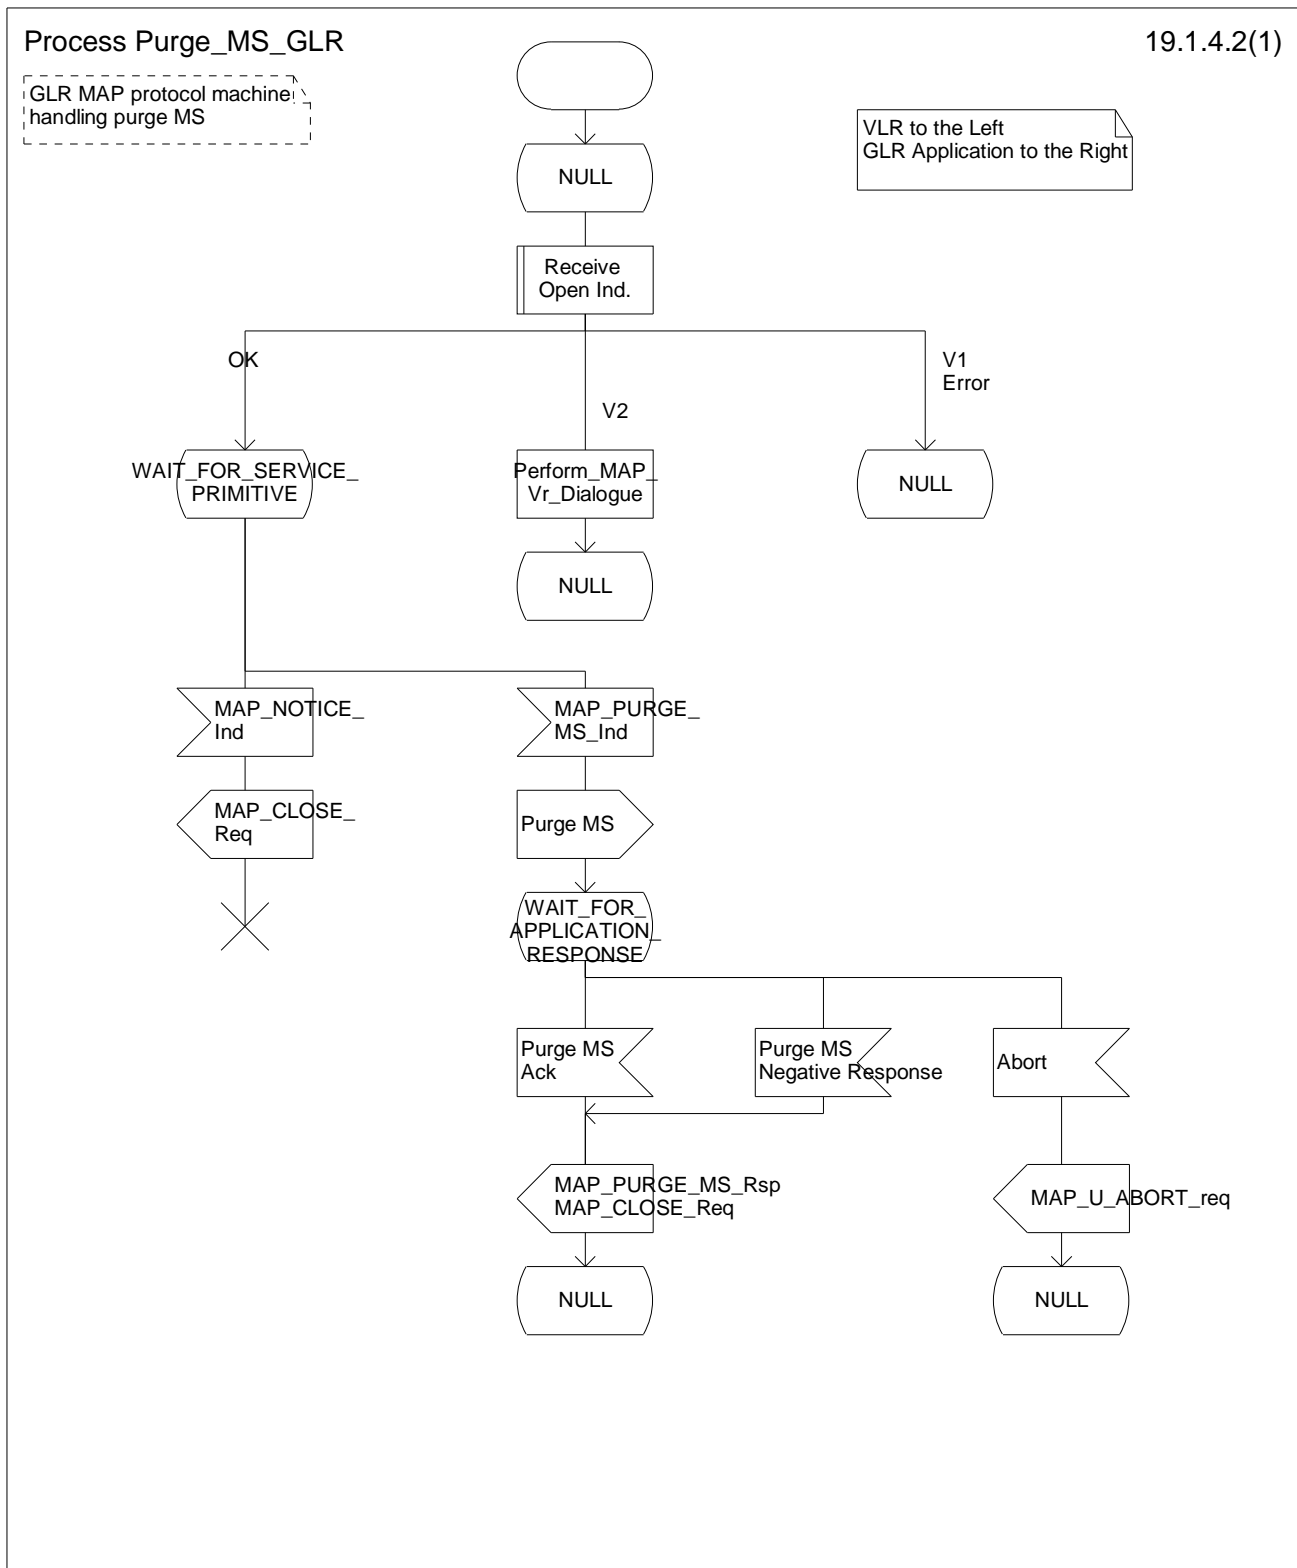 Process Purge_MS_GLR
19.1.4.2(1)
GLR MAP protocol machine
handling purge MS
VLR to the Left
GLR Application to the Right
NULL
Receive
Open Ind.
OK
V2
V1
Error
WAIT_FOR_SERVICE_
PRIMITIVE
Perform_MAP_
Vr_Dialogue
NULL
NULL
MAP_NOTICE_
Ind
MAP_PURGE_
MS_Ind
MAP_CLOSE_
Req
Purge MS
WAIT_FOR_
APPLICATION_
RESPONSE
Purge MS
Ack
Purge MS
Negative Response
Abort
MAP_PURGE_MS_Rsp
MAP_CLOSE_Req
MAP_U_ABORT_req
NULL
NULL